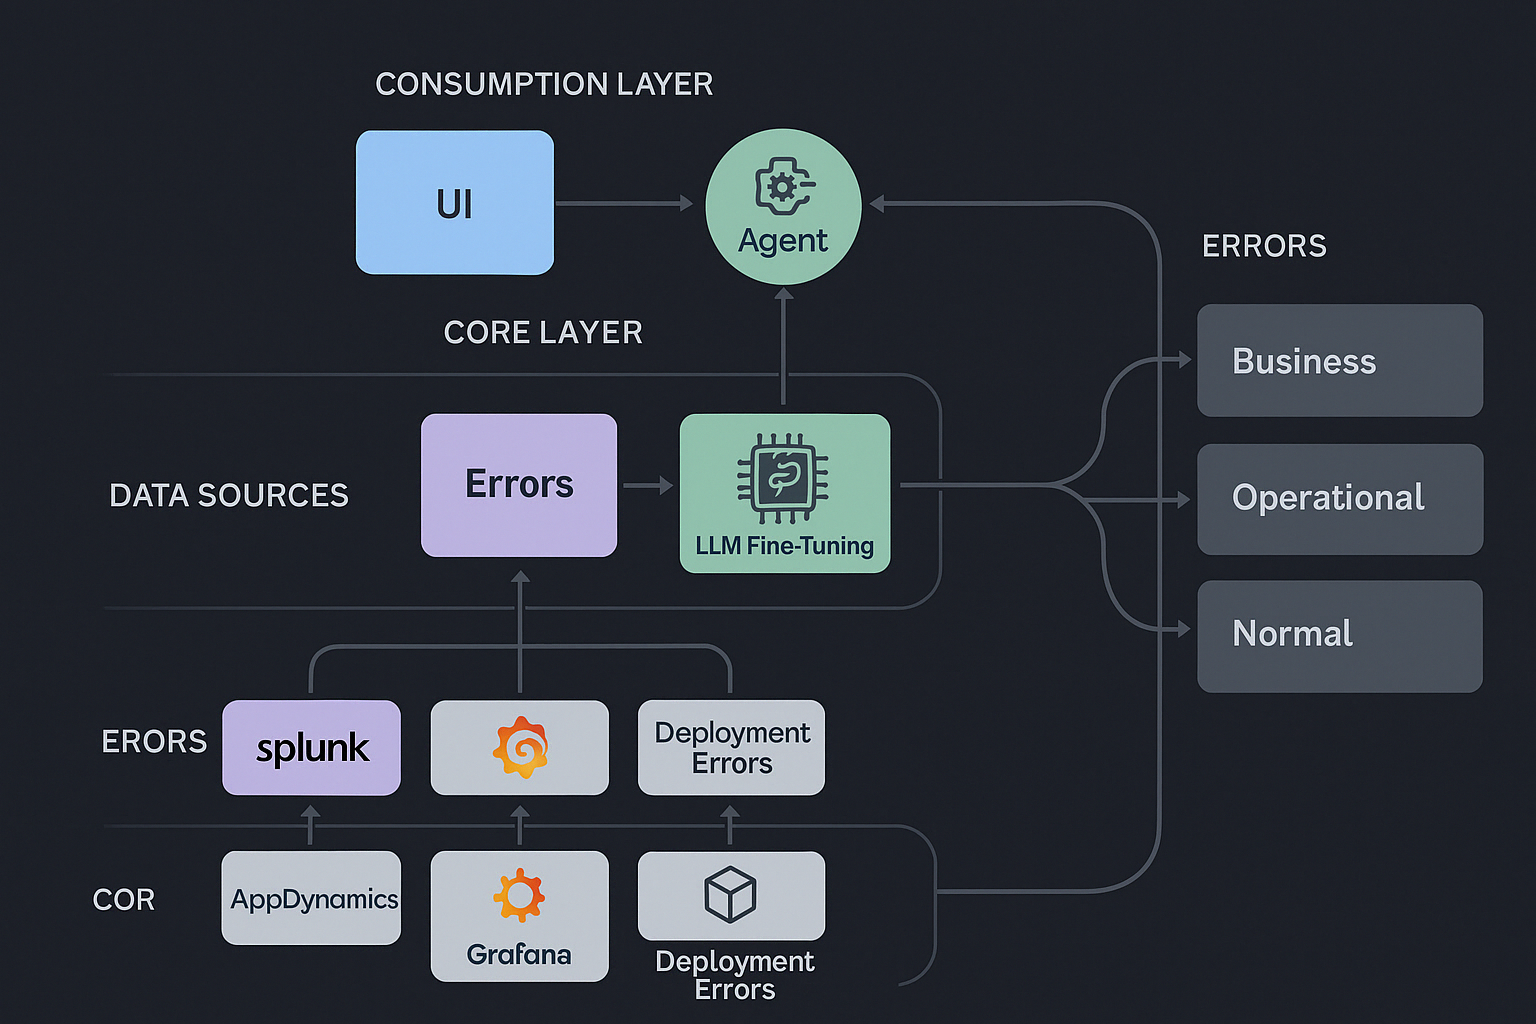 CONSUMPTION LAYER
UI
Agent
ERRORS
CORE LAYER
Business
Errors
LLM Fine-Tuning
DATA SOURCES
Operational
Normal
ERORS
splunk
Deployment
Errors
COR
AppDynamics
Grafana
Deployment
Errors